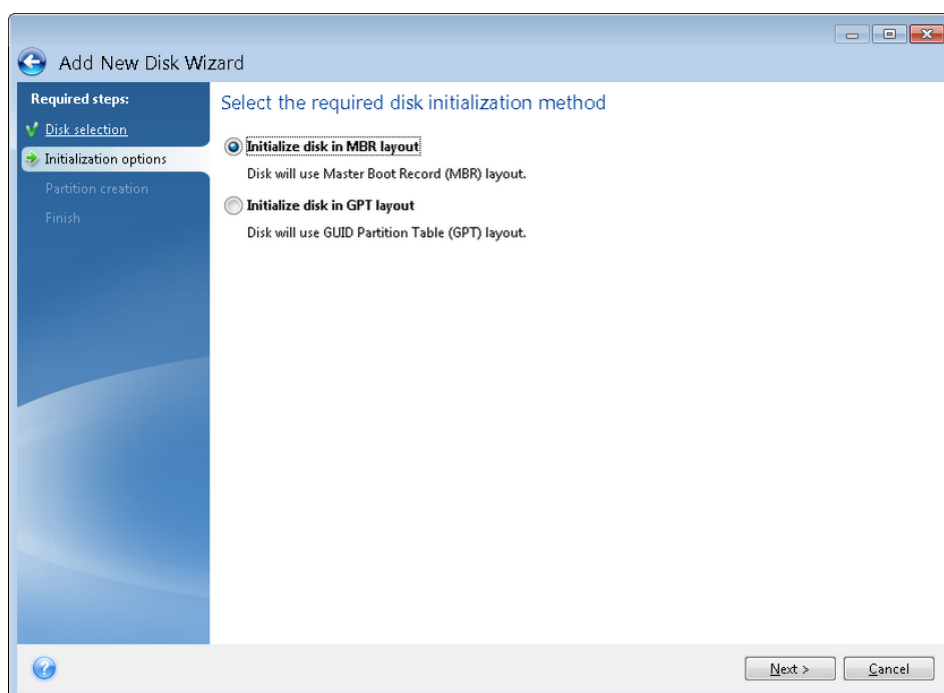 Add New Disk Wizard
Required steps:
Disk selection
Initialization options
Partition creation
Finish
Select the required disk initialization method
Initialize disk in MBR layout
Disk will use Master Boot Record (MBR) layout.
Initialize disk in GPT layout
Disk will use GUID Partition Table (GPT) layout.
?
Next >
Cancel